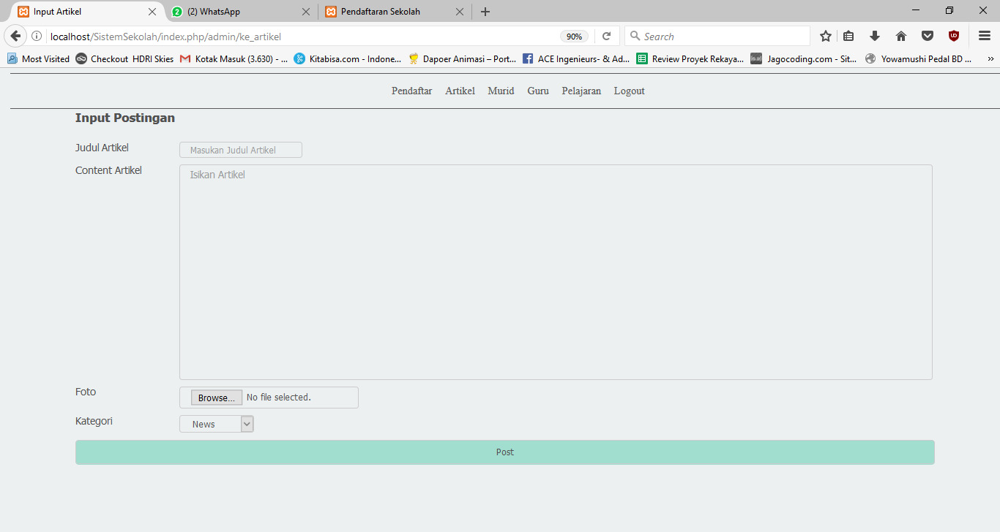 Input Artikel
(2) WhatsApp
Pendaftaran Sekolah
localhost/SistemSekolah/index.php/admin/ke_artikel
90%
Search
Most Visited
Checkout HDRI Skies
Kotak Masuk (3.630) - ...
Kitabisa.com - Indone...
Dapoer Animasi – Port...
ACE Ingenieurs- & Ad...
Review Proyek Rekaya...
Jagocoding.com - Sit...
Yowamushi Pedal BD ...
Pendaftar Artikel Murid Guru Pelajaran Logout
Input Postingan
Judul Artikel
Masukan Judul Artikel
Content Artikel
Isikan Artikel
Foto
Browse... No file selected.
Kategori
News
Post